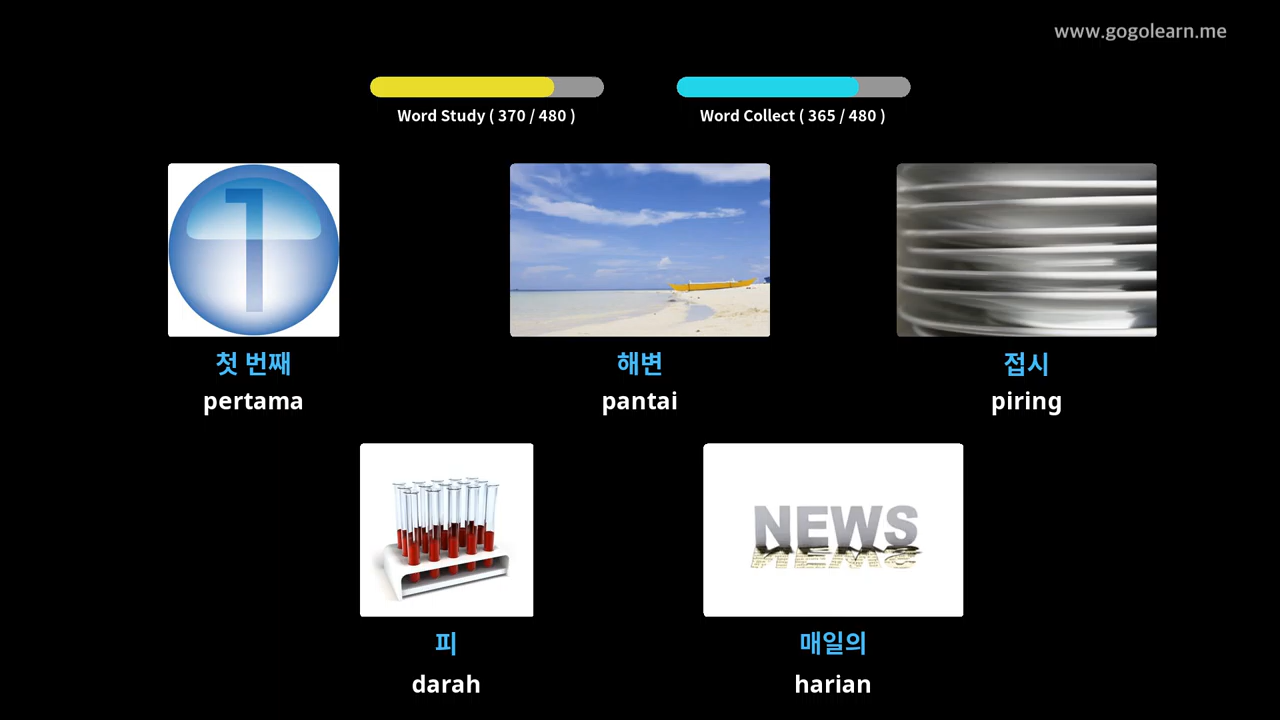 www.gogolearn.me
Word Study ( 370 / 480 )
Word Collect ( 365 / 480 )
1
첫 번째
pertama
해변
pantai
접시
piring
NEWS
피
darah
매일의
harian